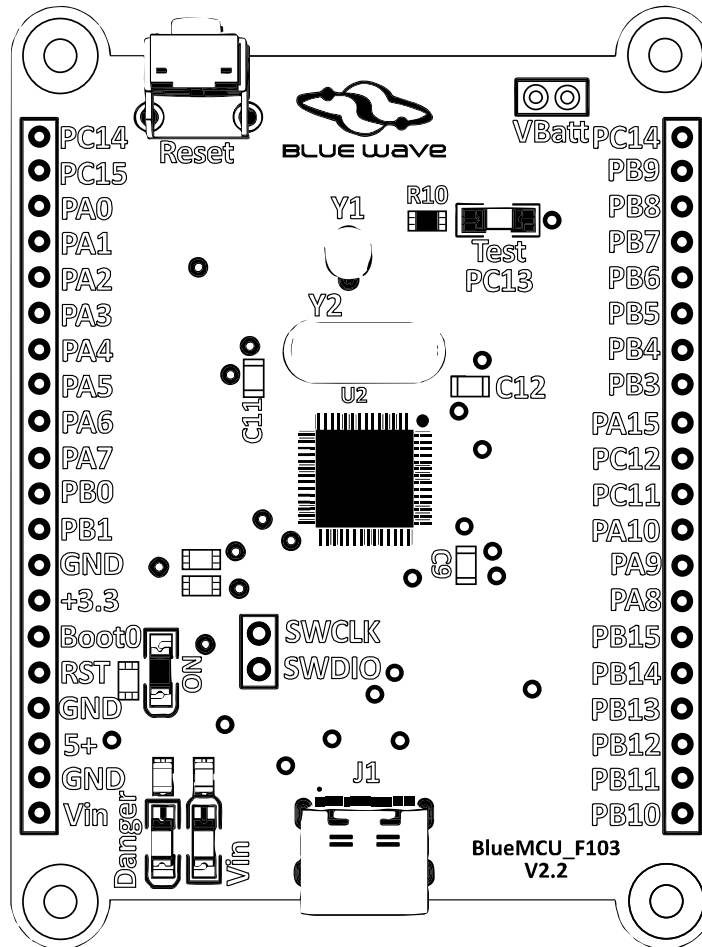 BLUE WAVE
Reset
VBatt
PC14
PC15
PA0
PA1
PA2
PA3
PA4
PA5
PA6
PA7
PB0
PB1
GND
+3.3
Boot0
RST
GND
5+
GND
Vin
R10
Y1
Test
PC13
Y2
U2
C11
C12
C9
SWCLK
SWDIO
ON
Danger
Vin
J1
PC14
PB9
PB8
PB7
PB6
PB5
PB4
PB3
PA15
PC12
PC11
PA10
PA9
PA8
PB15
PB14
PB13
PB12
PB11
PB10
BlueMCU_F103
V2.2